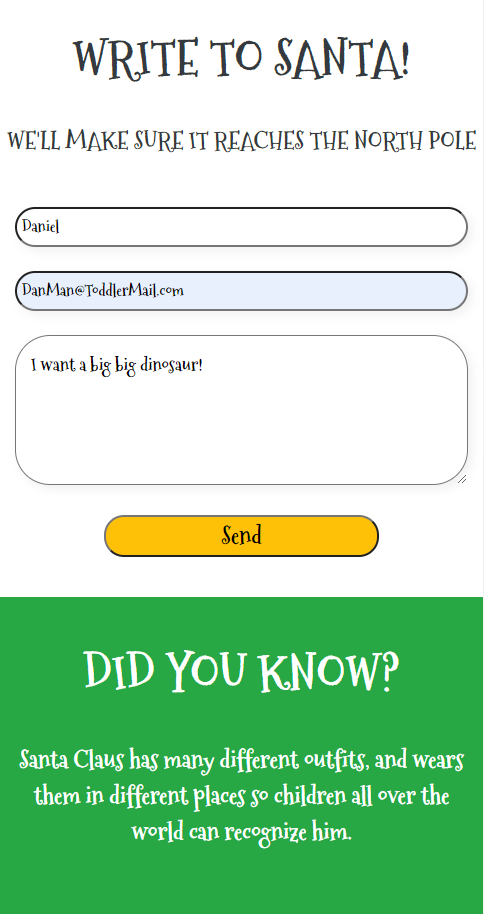 WRITE TO SANTA!
WE'LL MAKE SURE IT REACHES THE NORTH POLE
Daniel
DanMan@ToddlerMail.com
I want a big big dinosaur!
Send
DID YOU KNOW?
Santa Claus has many different outfits, and wears
them in different places so children all over the
world can recognize him.